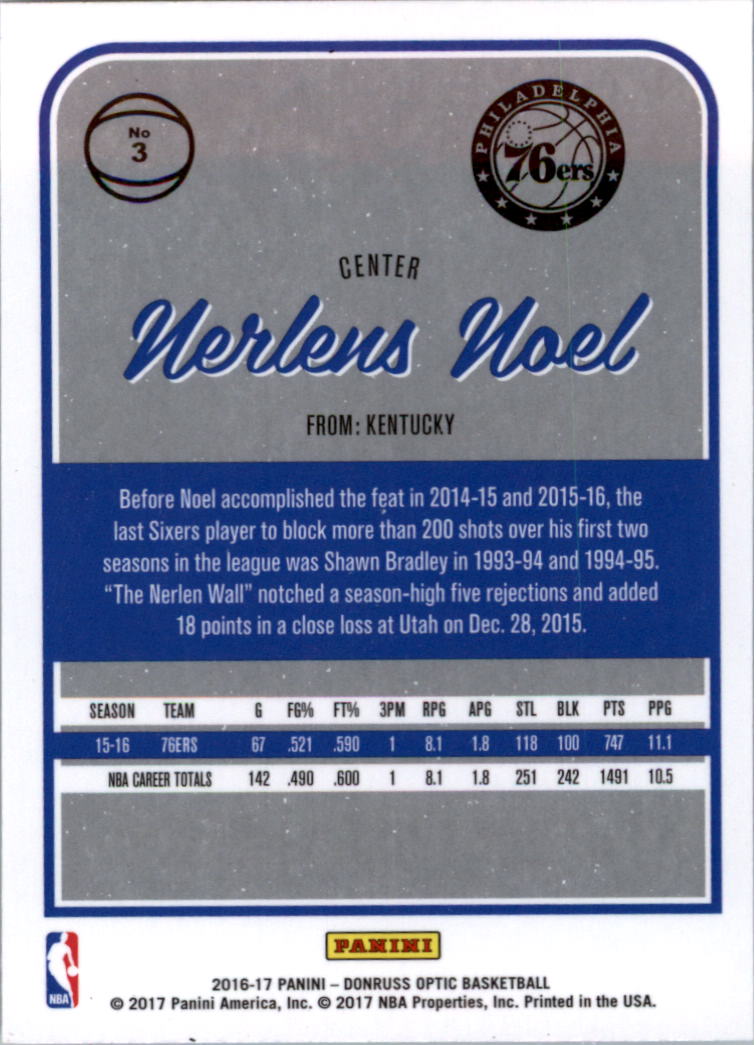 No
3
PHILADELPHIA
76ers
CENTER
Nerlens Noel
FROM: KENTUCKY
Before Noel accomplished the feat in 2014-15 and 2015-16, the
last Sixers player to block more than 200 shots over his first two
seasons in the league was Shawn Bradley in 1993-94 and 1994-95.
“The Nerlen Wall” notched a season-high five rejections and added
18 points in a close loss at Utah on Dec. 28, 2015.
SEASON TEAM G FG% FT% 3PM RPG APG STL BLK PTS PPG
15-16 76ERS 67 .521 .590 1 8.1 1.8 118 100 747 11.1
NBA CAREER TOTALS 142 .490 .600 1 8.1 1.8 251 242 1491 10.5
PANINI
NBA
2016-17 PANINI – DONRUSS OPTIC BASKETBALL
© 2017 Panini America, Inc. © 2017 NBA Properties, Inc. Printed in the USA.